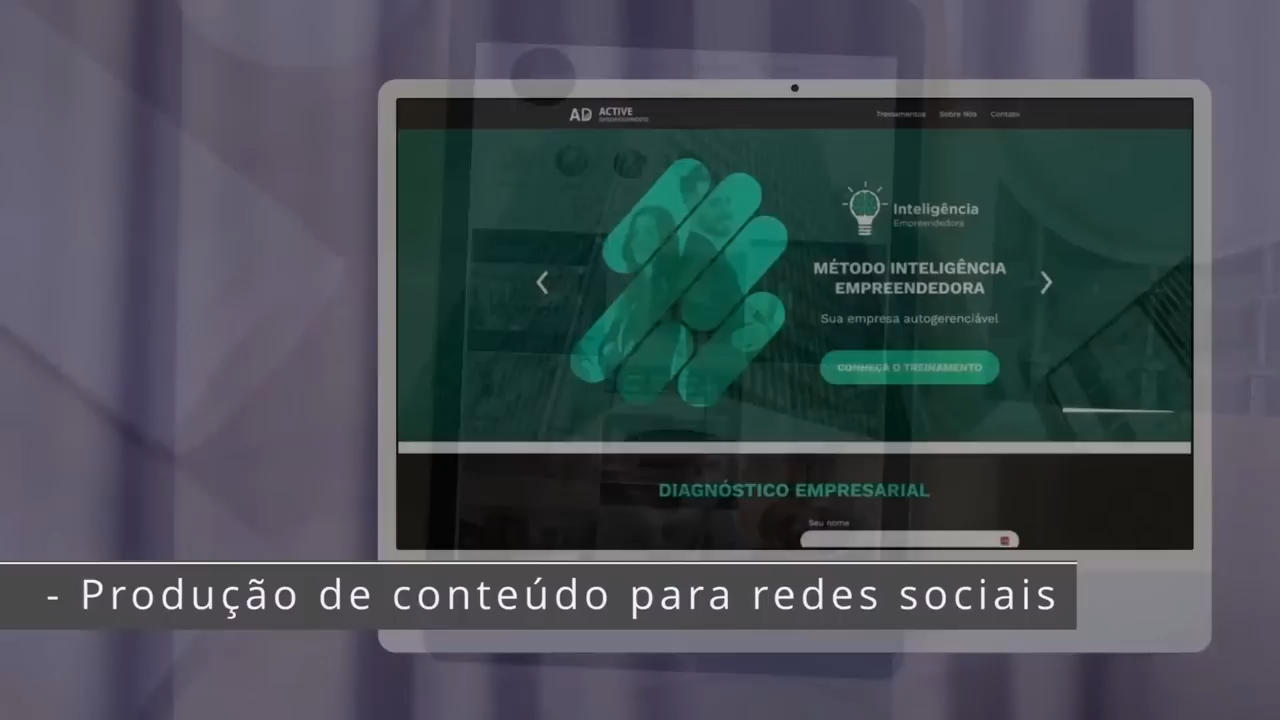 AD ACTIVE
DESENVOLVIMENTO
Treinamentos Sobre Nós Contato
Inteligência
Empreendedora
MÉTODO INTELIGÊNCIA
EMPREENDEDORA
Sua empresa autogerenciável
CONHEÇA O TREINAMENTO
DIAGNÓSTICO EMPRESARIAL
Seu nome
- Produção de conteúdo para redes sociais